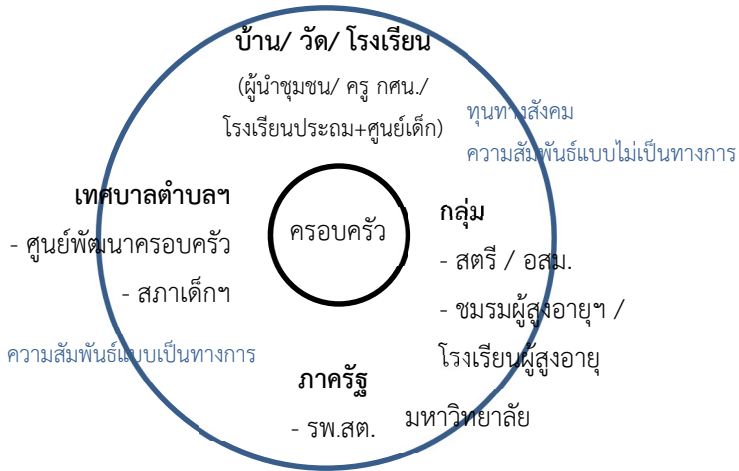 บ้าน/ วัด/ โรงเรียน
(ผู้นำชุมชน/ ครู กศน./
โรงเรียนประถม+ศูนย์เด็ก)
ทุนทางสังคม
ความสัมพันธ์แบบไม่เป็นทางการ
เทศบาลตำบลฯ
- ศูนย์พัฒนาครอบครัว
- สภาเด็กฯ
ความสัมพันธ์แบบเป็นทางการ
ครอบครัว
กลุ่ม
- สตรี / อสม.
- ชมรมผู้สูงอายุฯ /
โรงเรียนผู้สูงอายุ
ภาครัฐ
- รพ.สต.
มหาวิทยาลัย